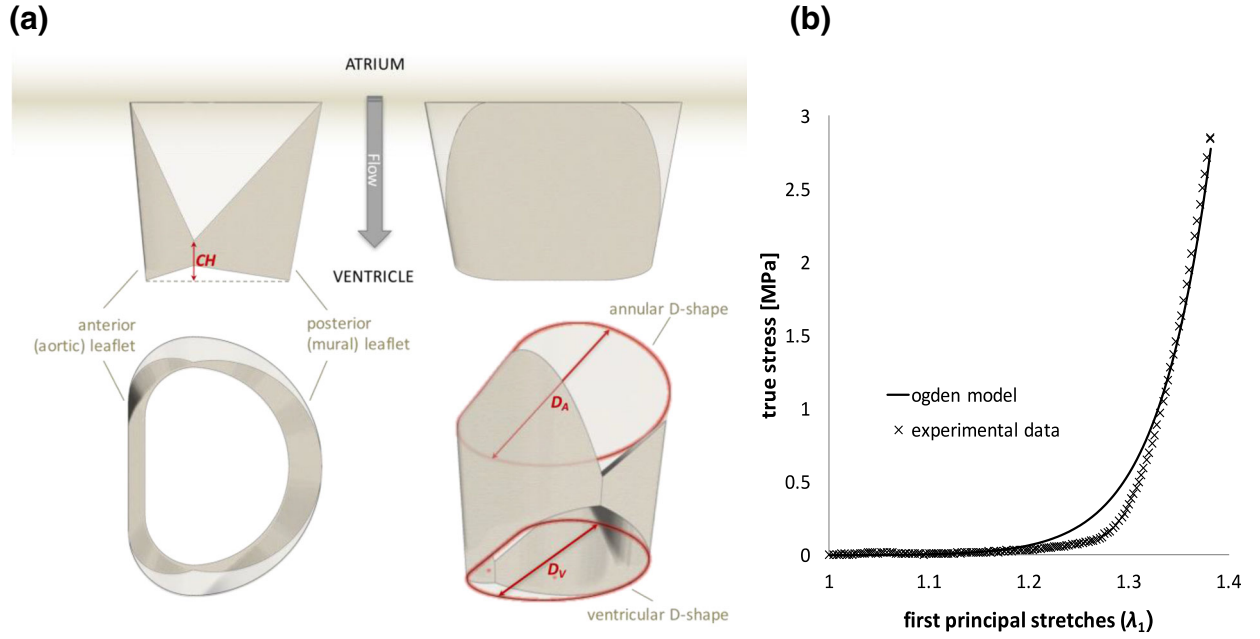 (a)
ATRIUM
Flow
CH
VENTRICLE
anterior
(aortic) leaflet
posterior
(mural) leaflet
annular D-shape
D_A
D_V
ventricular D-shape
(b)
3
2.5
2
1.5
1
0.5
0
true stress [MPa]
ogden model
experimental data
1
1.1
1.2
1.3
1.4
first principal stretches (λ₁)